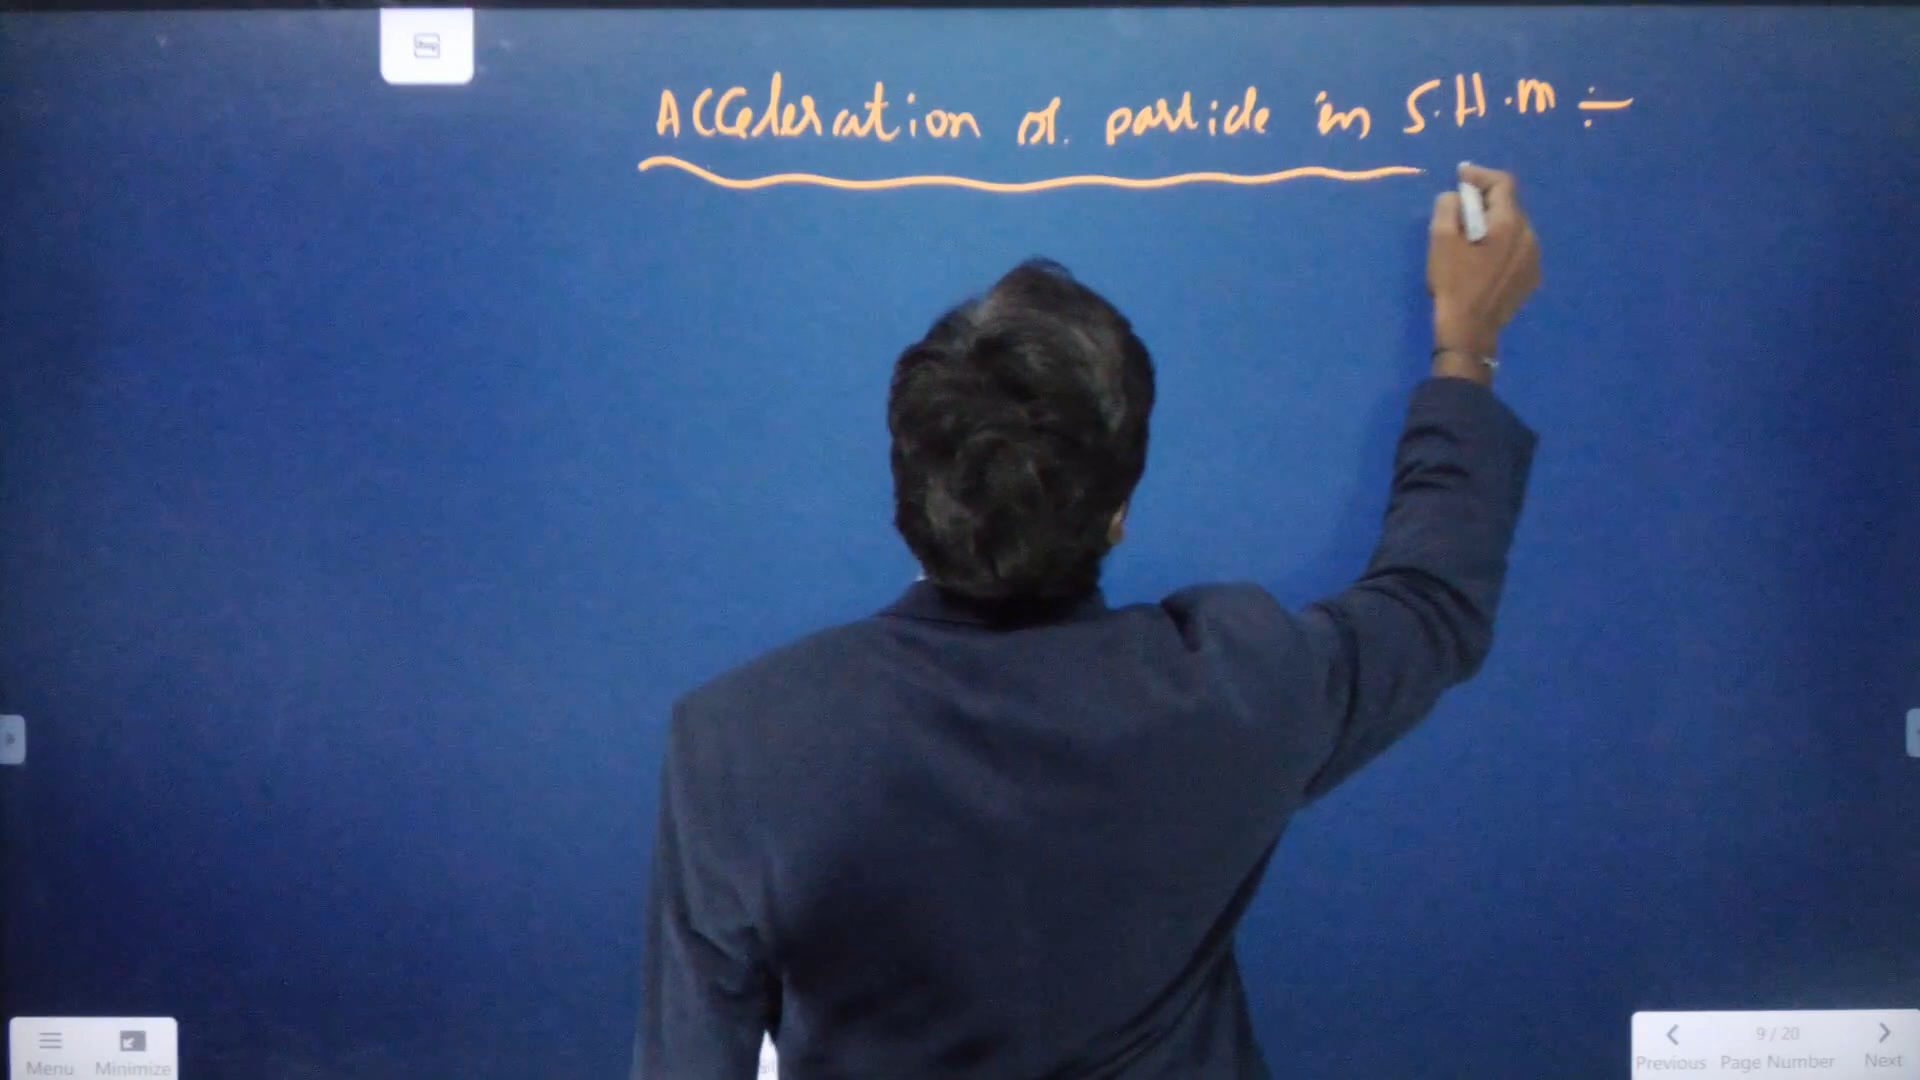 Acceleration of. particle in S.H.m ÷
Menu Minimize
9 / 20
Previous Page Number Next